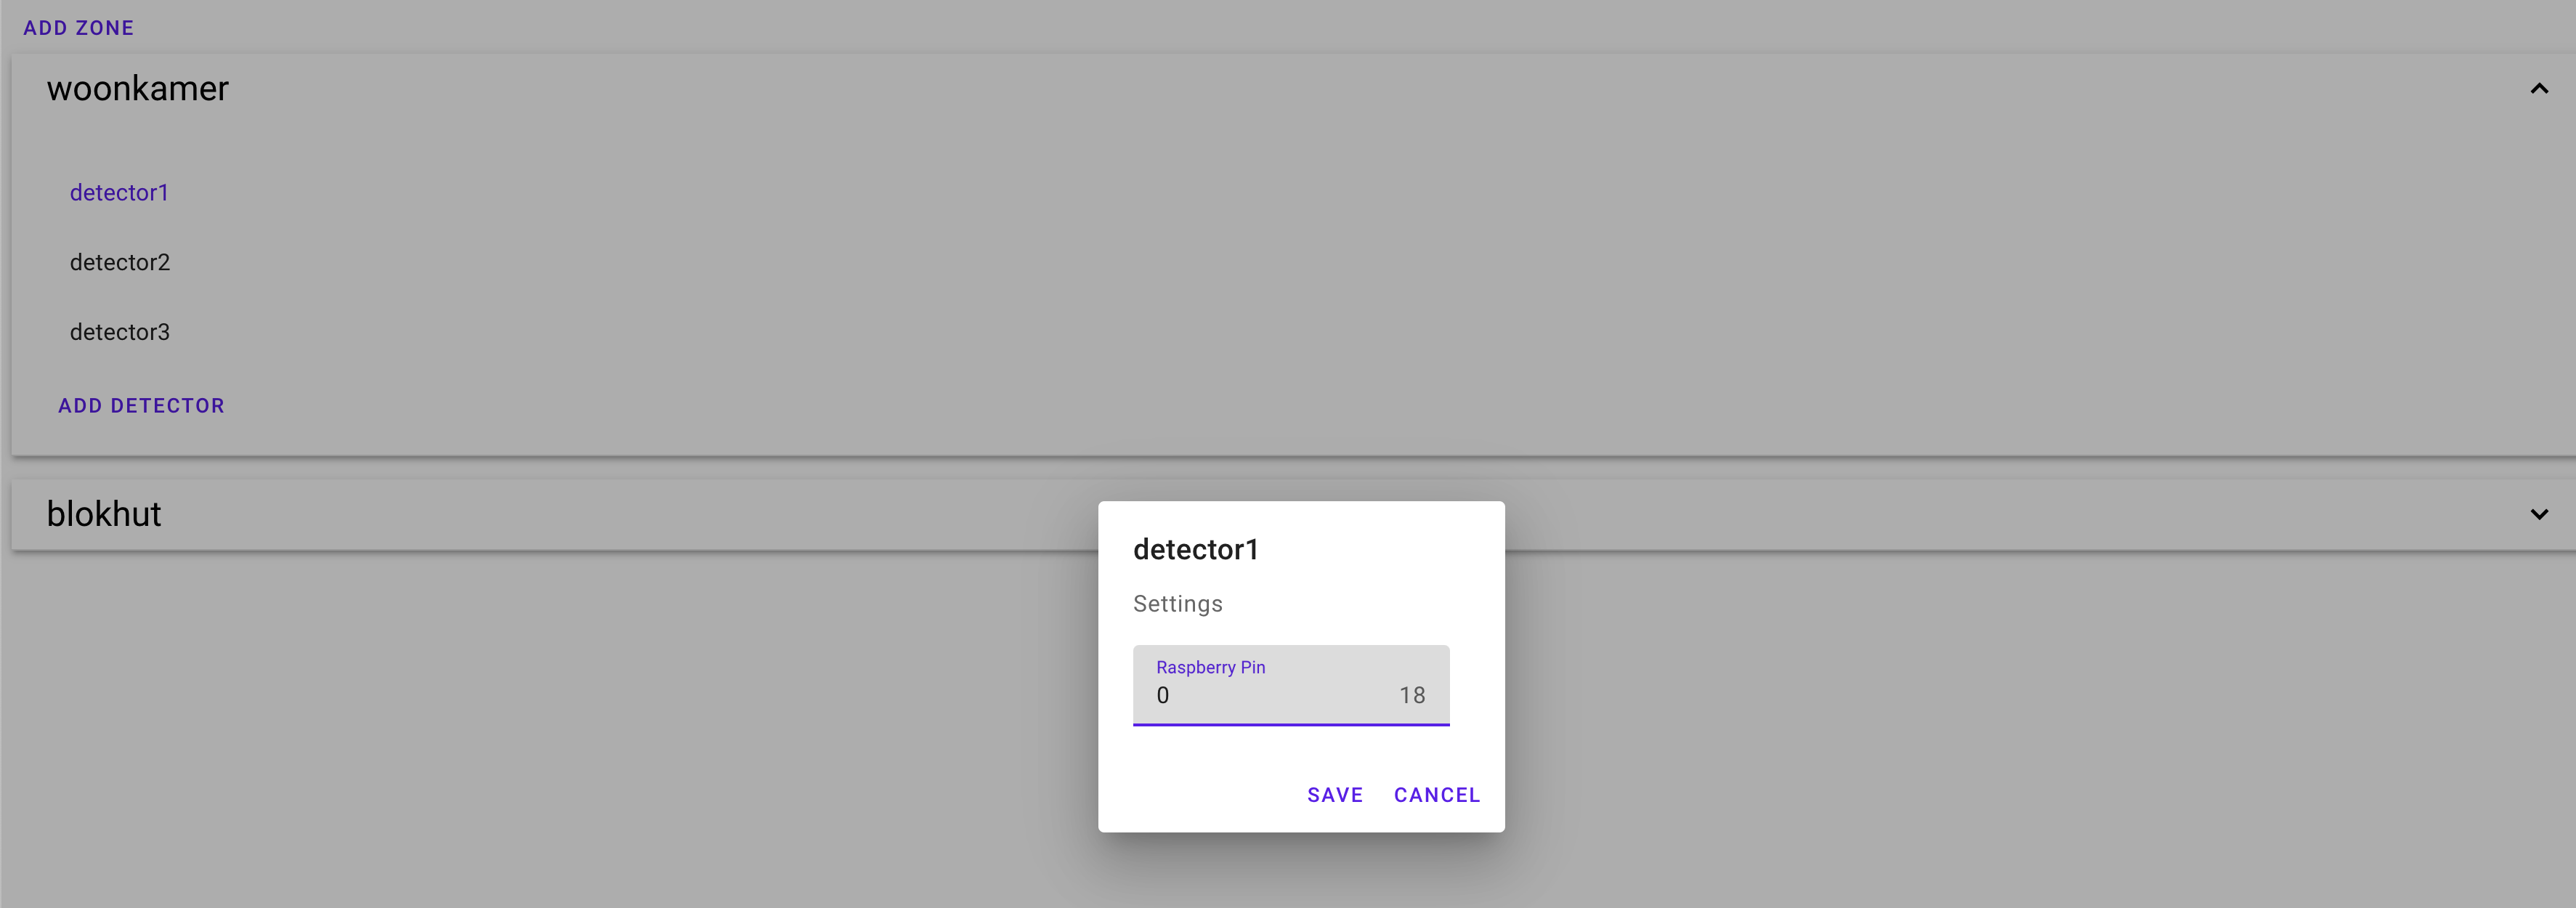 ADD ZONE
woonkamer
detector1
detector2
detector3
ADD DETECTOR
blokhut
detector1
Settings
Raspberry Pin
0 18
SAVE CANCEL